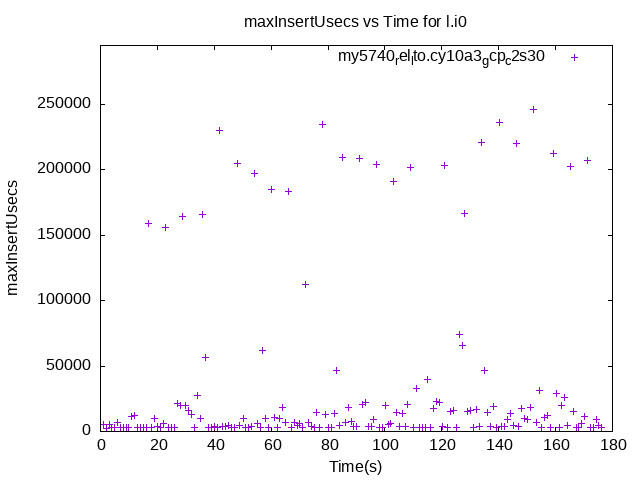 maxInsertUsecs vs Time for l.i0
my5740_rel_lto.cy10a3_gcp_c2s30
maxInsertUsecs
250000
200000
150000
100000
50000
0
0 20 40 60 80 100 120 140 160 180
Time(s)